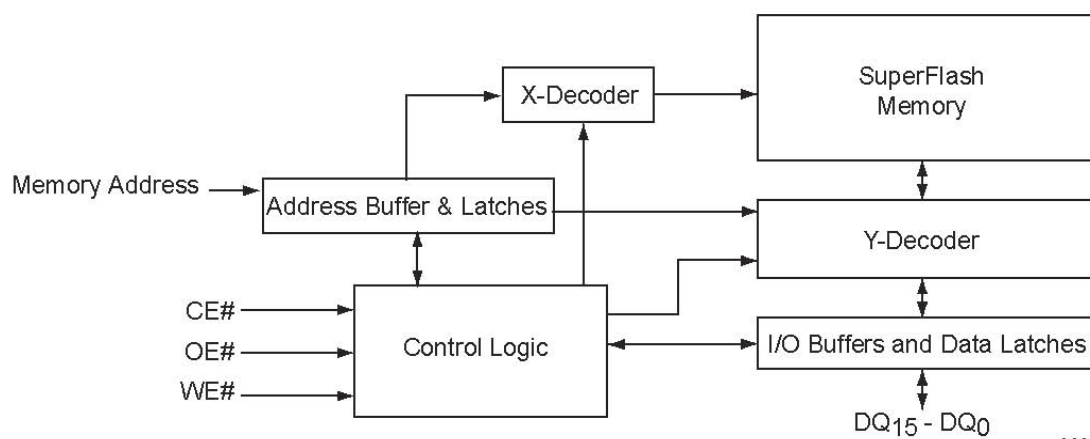 SuperFlash
Memory
X-Decoder
Memory Address
Address Buffer & Latches
Y-Decoder
CE#
OE#
WE#
Control Logic
I/O Buffers and Data Latches
DQ15 - DQ0